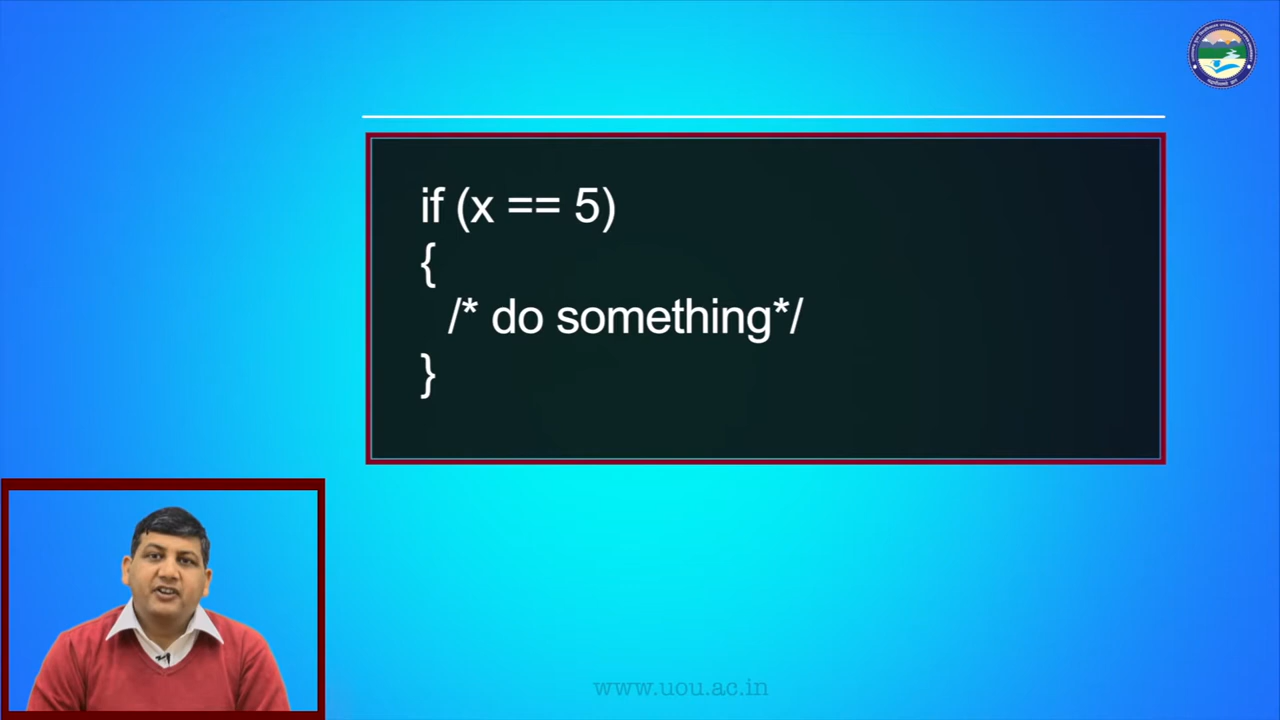 if (x == 5)
{
/* do something*/
}
www.uou.ac.in